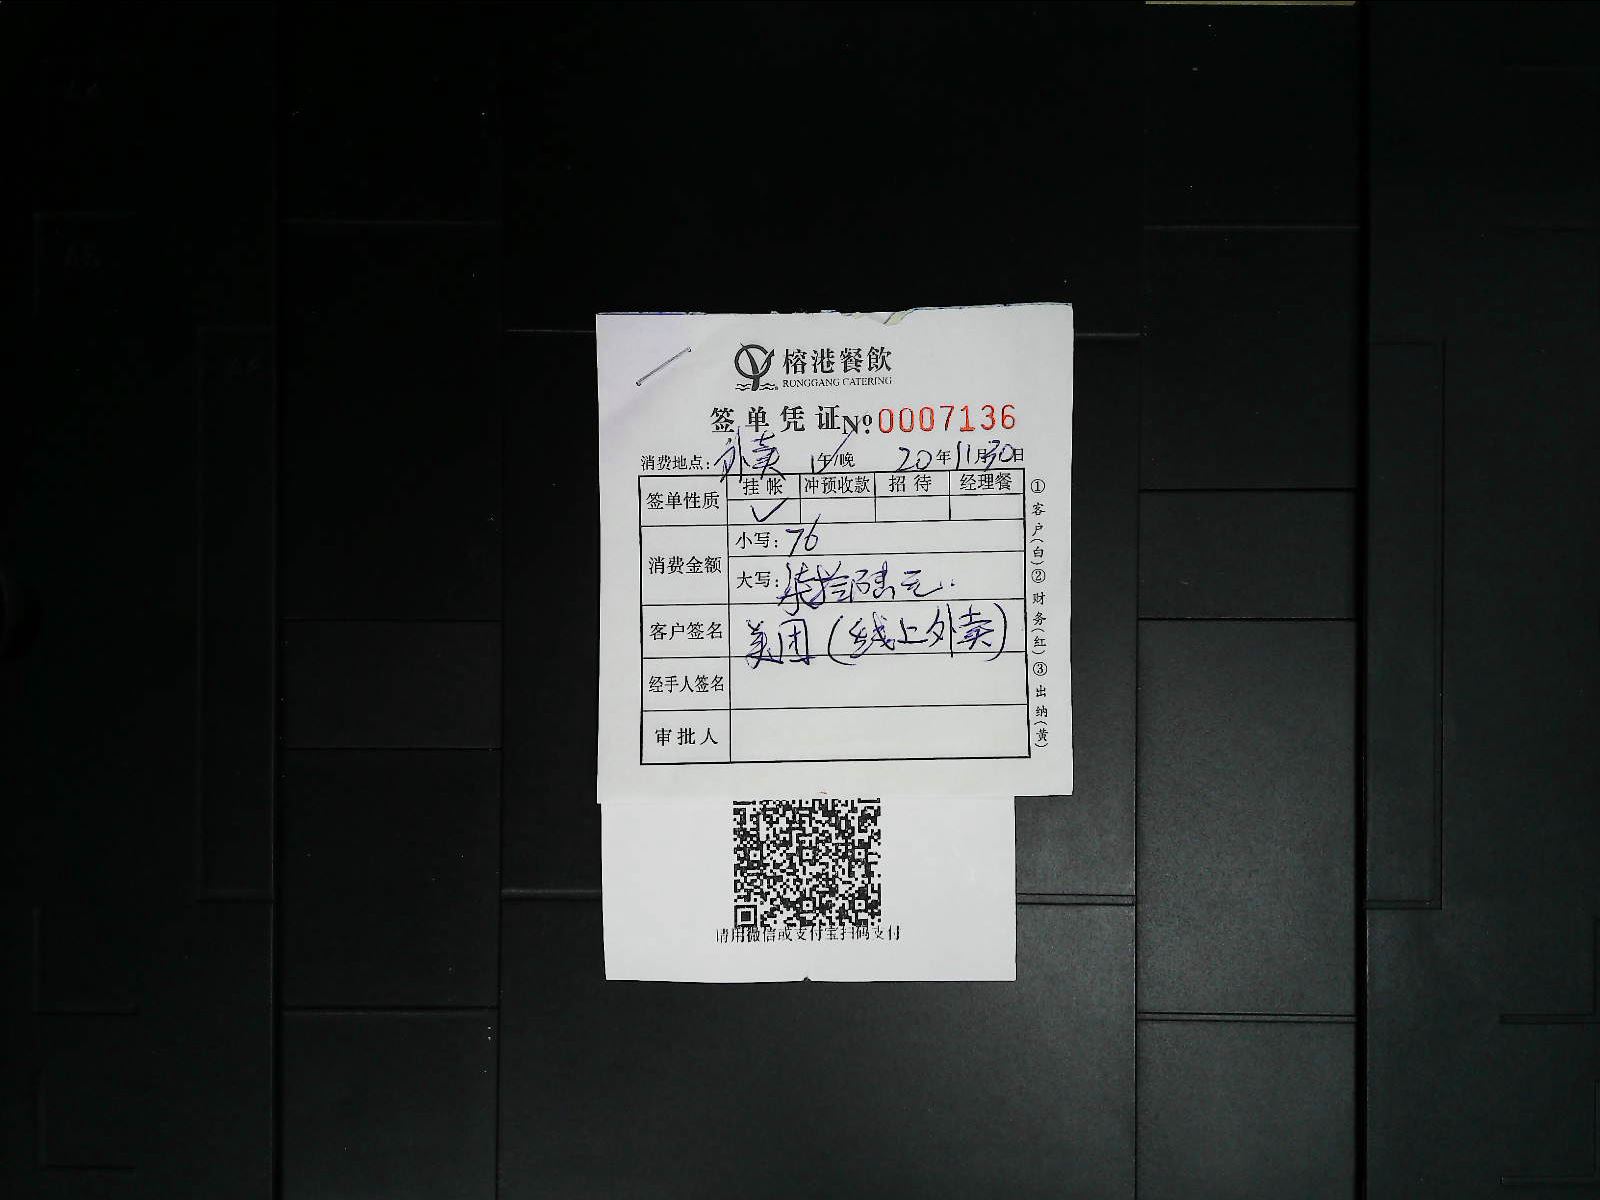 榕港餐飲
RONGGANG CATERING
签单凭证 №0007136
消费地点：外卖 午/晚 20年11月30日
签单性质 挂帐 冲预收款 招待 经理餐
✓
消费金额 小写：76
大写：柒拾陆元
客户签名 美团（线上外卖）
经手人签名
审批人
①客户（白）②财务（红）③出纳（黄）
请用微信或支付宝扫码支付